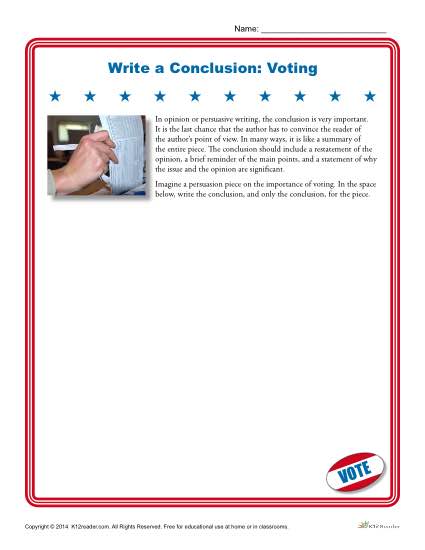 Name: ______________________________
Write a Conclusion: Voting
In opinion or persuasive writing, the conclusion is very important.
It is the last chance that the author has to convince the reader of
the author's point of view. In many ways, it is like a summary of
the entire piece. The conclusion should include a restatement of the
opinion, a brief reminder of the main points, and a statement of why
the issue and the opinion are significant.
Imagine a persuasion piece on the importance of voting. In the space
below, write the conclusion, and only the conclusion, for the piece.
VOTE
Copyright © 2014 K12reader.com. All Rights Reserved. Free for educational use at home or in classrooms.
K12Reader